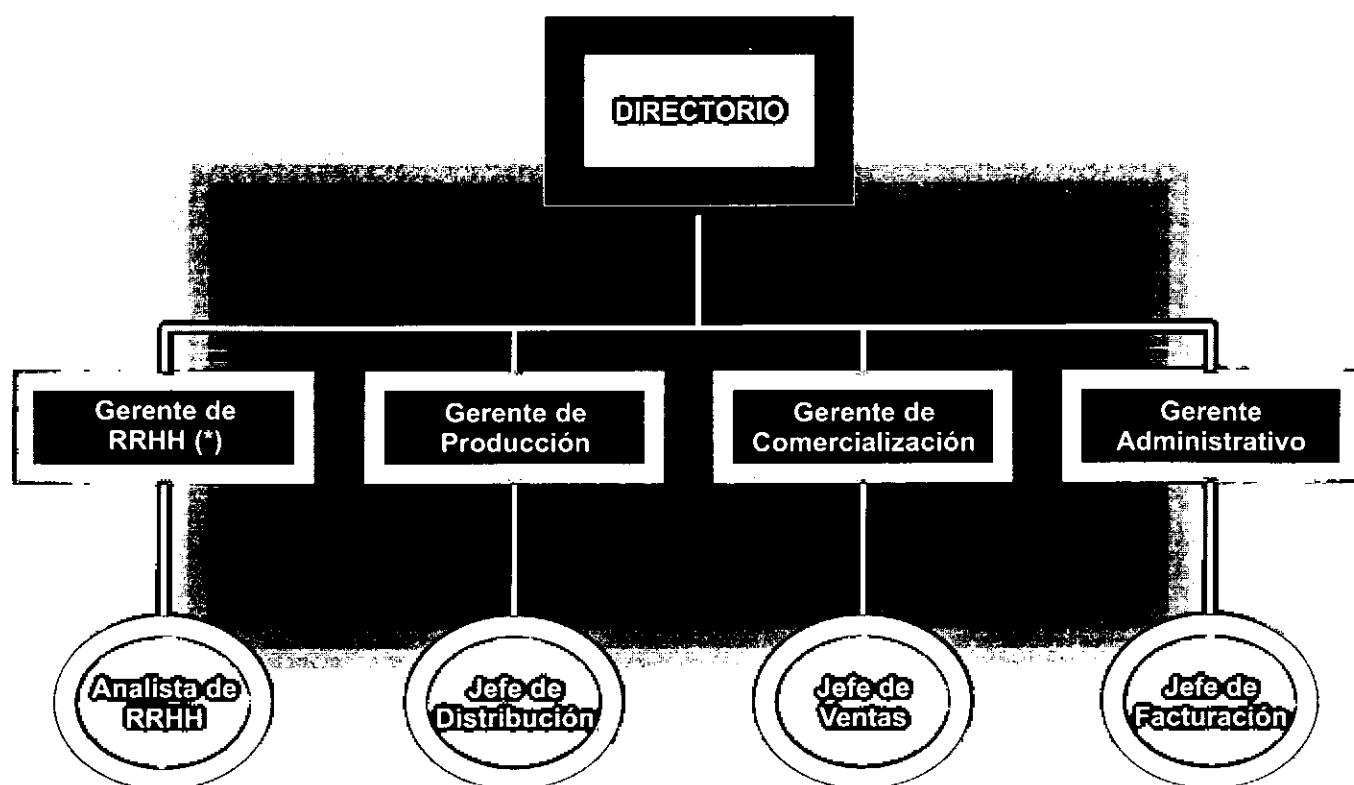 DIRECTORIO
Gerente de
RRHH (*)
Gerente de
Producción
Gerente de
Comercialización
Gerente
Administrativo
Analista de
RRHH
Jefe de
Distribución
Jefe de
Ventas
Jefe de
Facturación